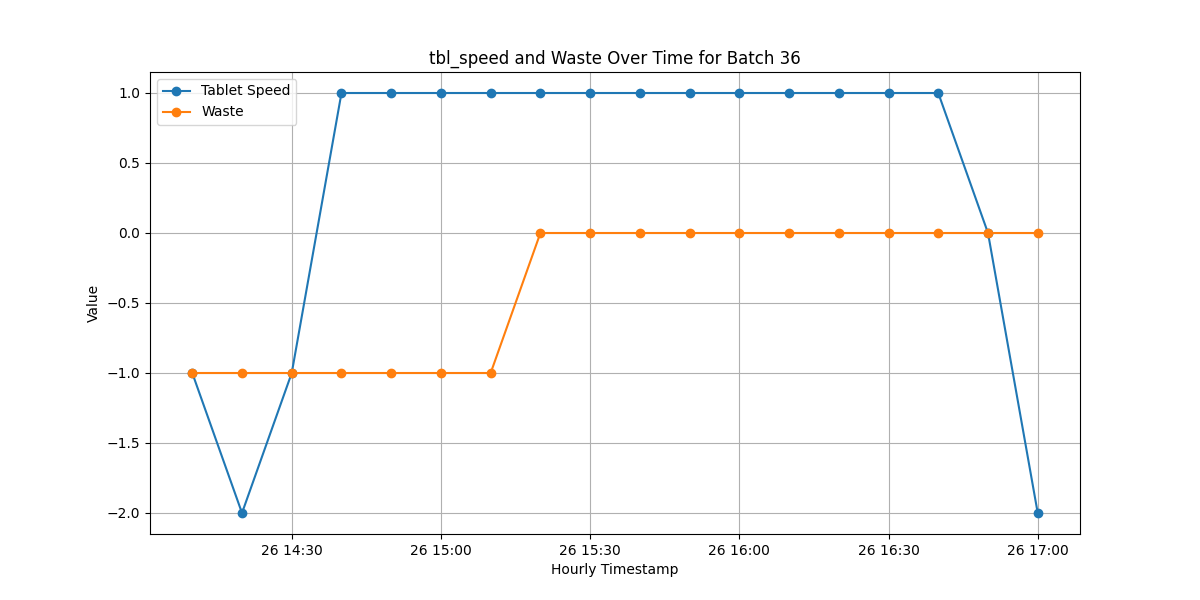 tbl_speed and Waste Over Time for Batch 36
Tablet Speed
Waste
1.0
0.5
0.0
−0.5
−1.0
−1.5
−2.0
Value
26 14:30 26 15:00 26 15:30 26 16:00 26 16:30 26 17:00
Hourly Timestamp